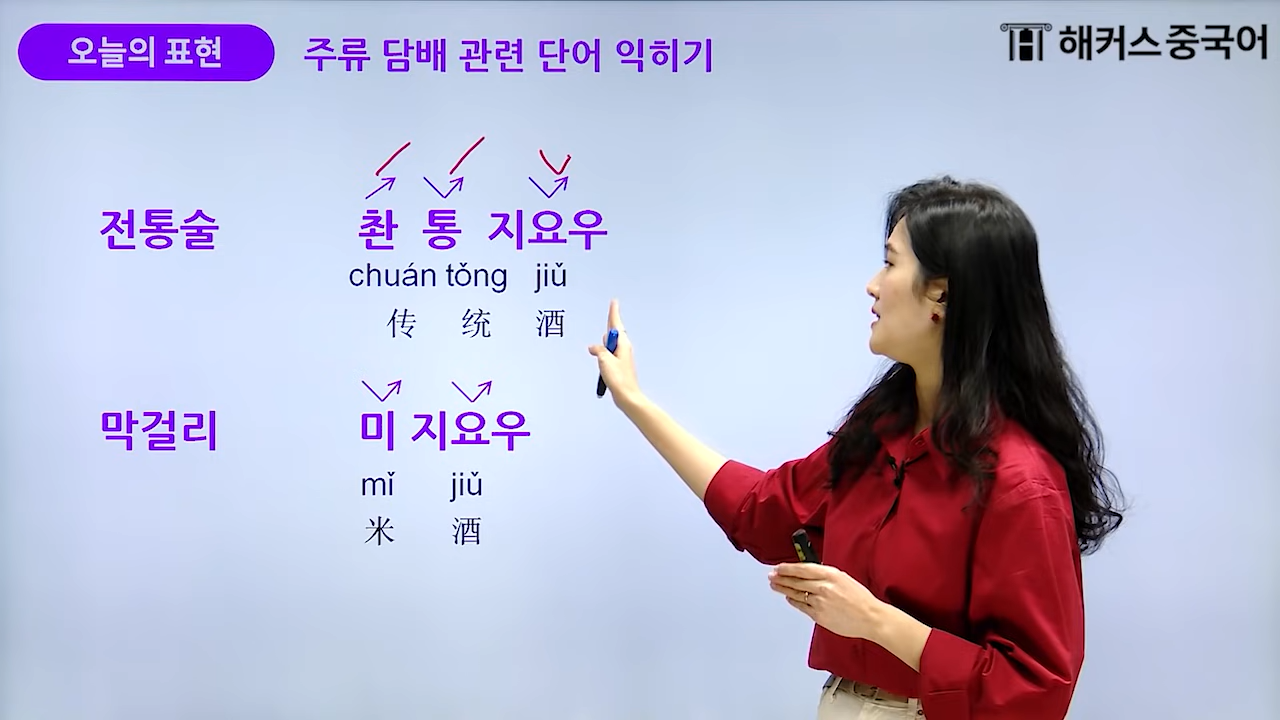 오늘의 표현 주류 담배 관련 단어 익히기
해커스 중국어
전통술 촨 통 지요우
chuán tǒng jiǔ
传 统 酒
막걸리 미 지요우
mǐ jiǔ
米 酒